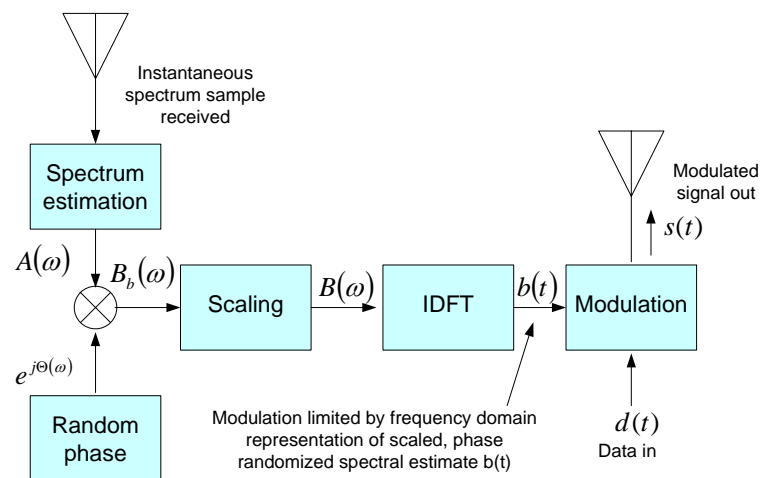 Instantaneous
spectrum sample
received
Spectrum
estimation
Modulated
signal out
s(t)
A(ω)
B_b(ω)
Scaling
B(ω)
IDFT
b(t)
Modulation
e^{jΘ(ω)}
Random
phase
Modulation limited by frequency domain
representation of scaled, phase
randomized spectral estimate b(t)
d(t)
Data in